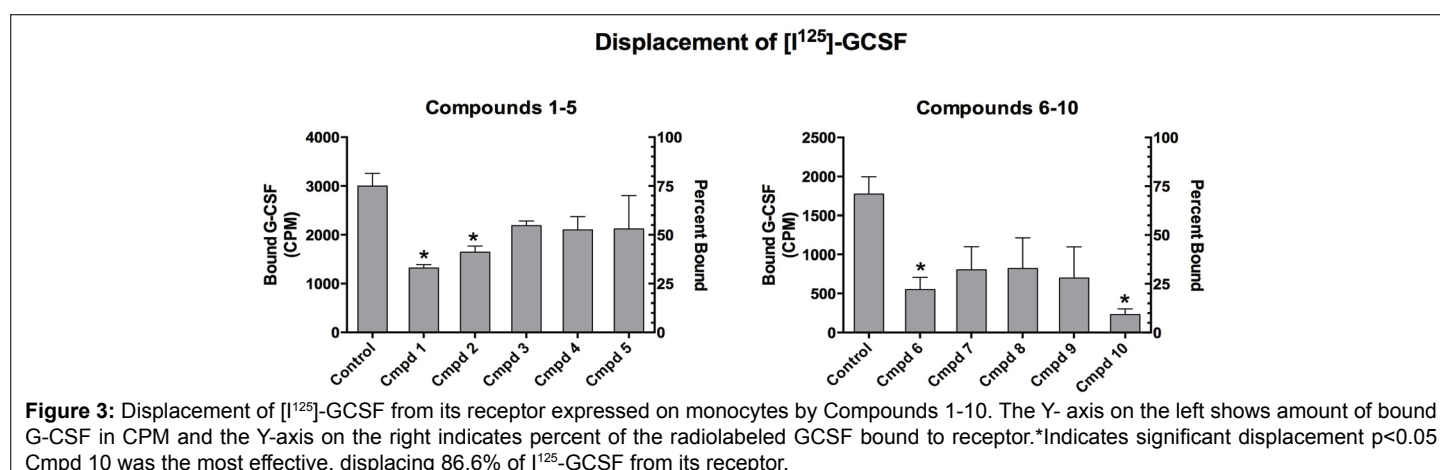 Displacement of [I¹²⁵]-GCSF
Compounds 1-5
4000
3000
2000
1000
0
Bound G-CSF
(CPM)
100
75
50
25
0
Percent Bound
*
*
Control
Cmpd 1
Cmpd 2
Cmpd 3
Cmpd 4
Cmpd 5
Compounds 6-10
2500
2000
1500
1000
500
0
Bound G-CSF
(CPM)
100
75
50
25
0
Percent Bound
*
*
Control
Cmpd 6
Cmpd 7
Cmpd 8
Cmpd 9
Cmpd 10
Figure 3: Displacement of [I¹²⁵]-GCSF from its receptor expressed on monocytes by Compounds 1-10. The Y- axis on the left shows amount of bound
G-CSF in CPM and the Y-axis on the right indicates percent of the radiolabeled GCSF bound to receptor.*Indicates significant displacement p<0.05
Cmpd 10 was the most effective, displacing 86.6% of I¹²⁵-GCSF from its receptor.